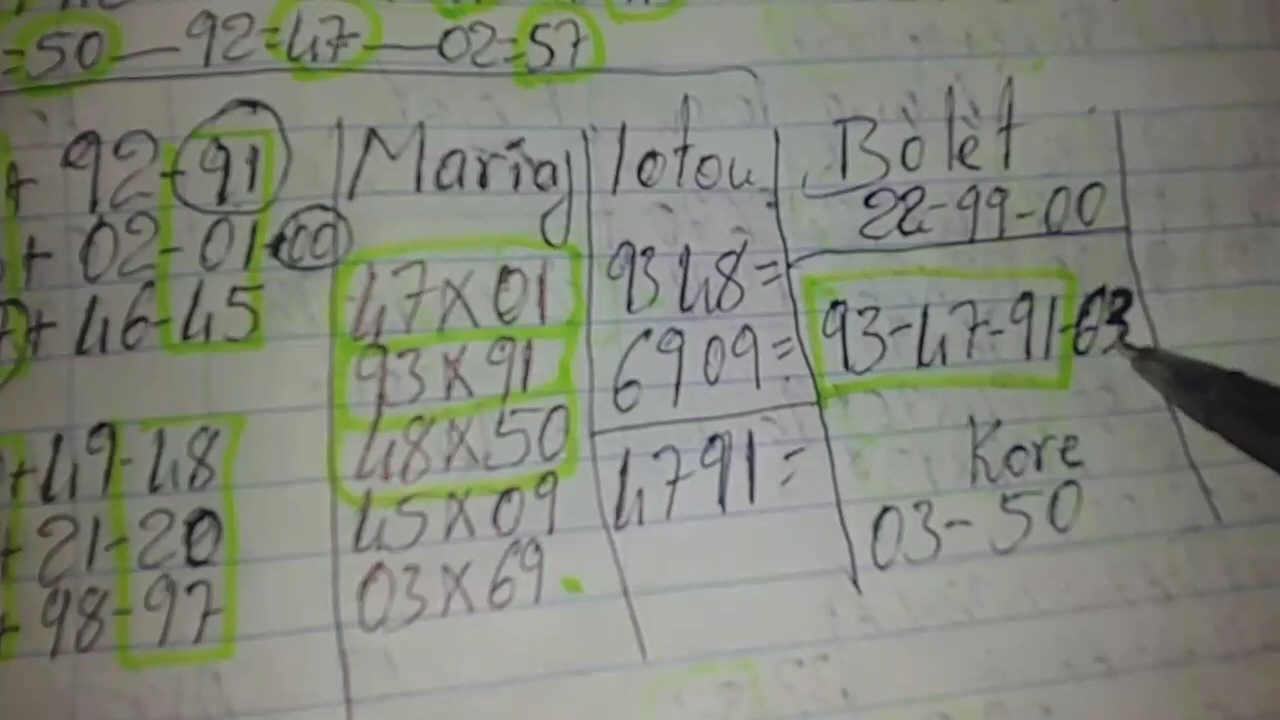 =50—92=47—02=57
+ 92-91
+ 02-01+00
+ 46-45
+49-48
+21-20
+98-97
Mariaj
47X01
93X91
48X50
45X09
03X69.
lotou
9348=
6909=
4791=
Bòlèt
22-99-00
93-47-91-03
Kore
03-50